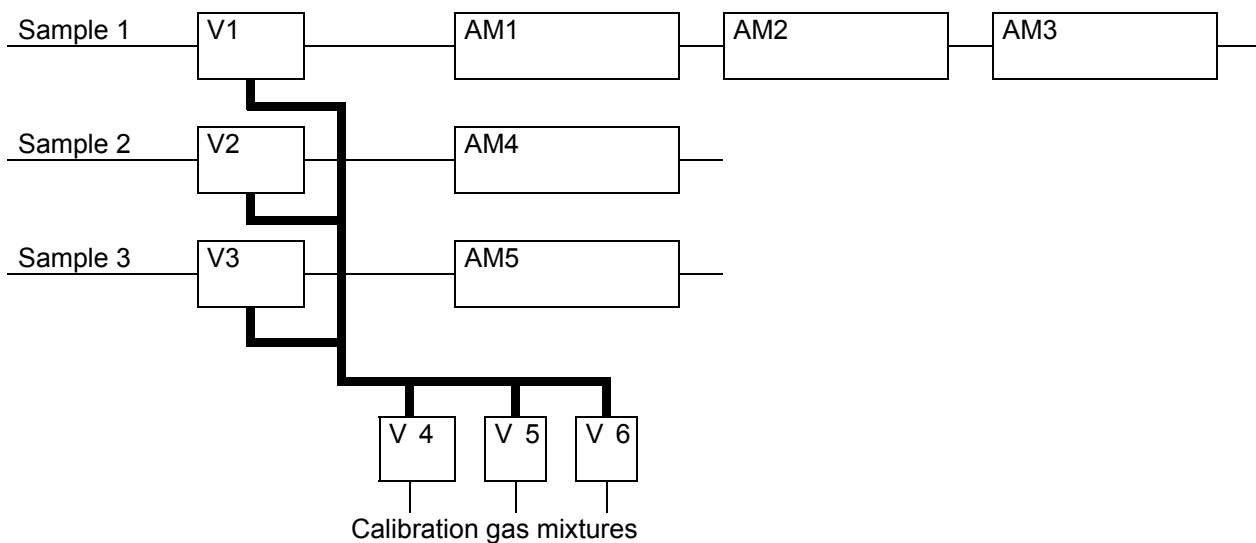 Sample 1
V1
AM1
AM2
AM3
Sample 2
V2
AM4
Sample 3
V3
AM5
V 4
V 5
V 6
Calibration gas mixtures